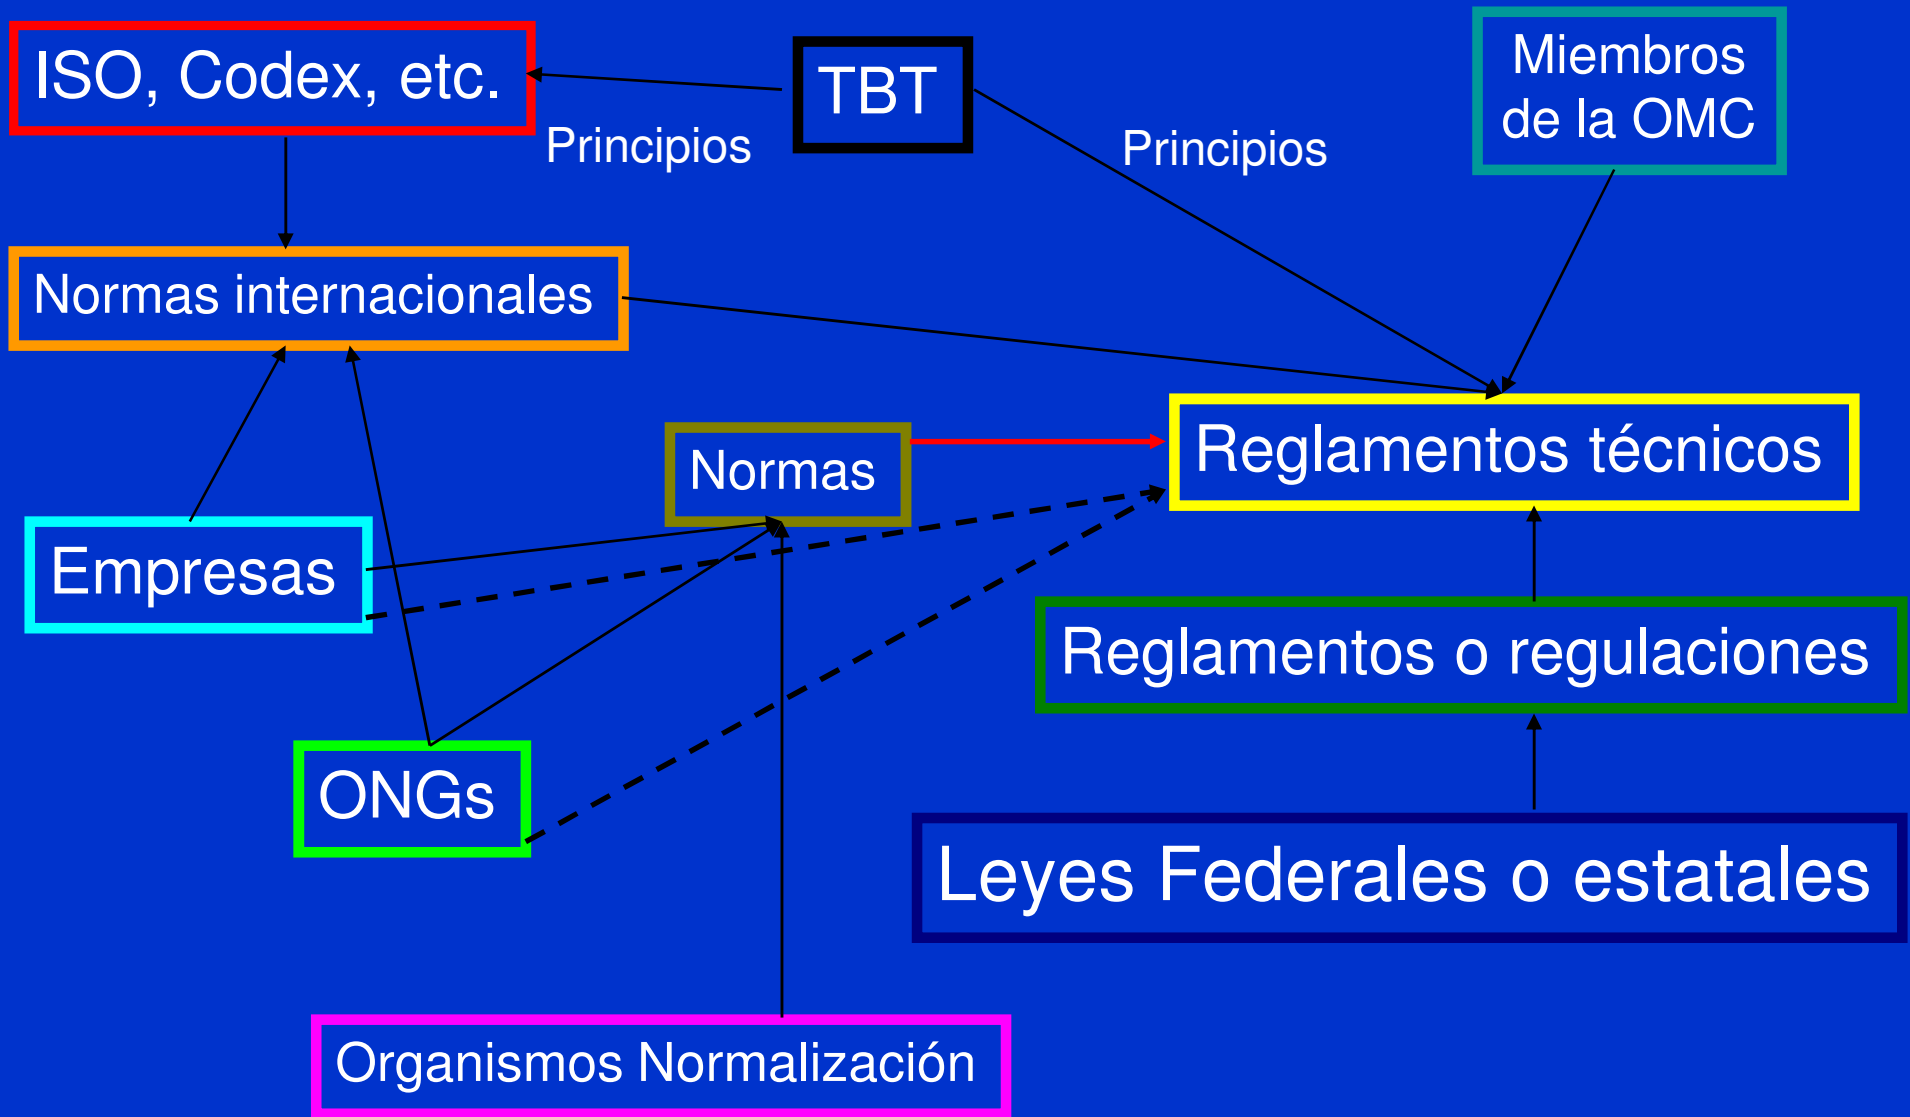 ISO, Codex, etc.
TBT
Miembros
de la OMC
Principios
Principios
Normas internacionales
Normas
Reglamentos técnicos
Empresas
Reglamentos o regulaciones
ONGs
Leyes Federales o estatales
Organismos Normalización